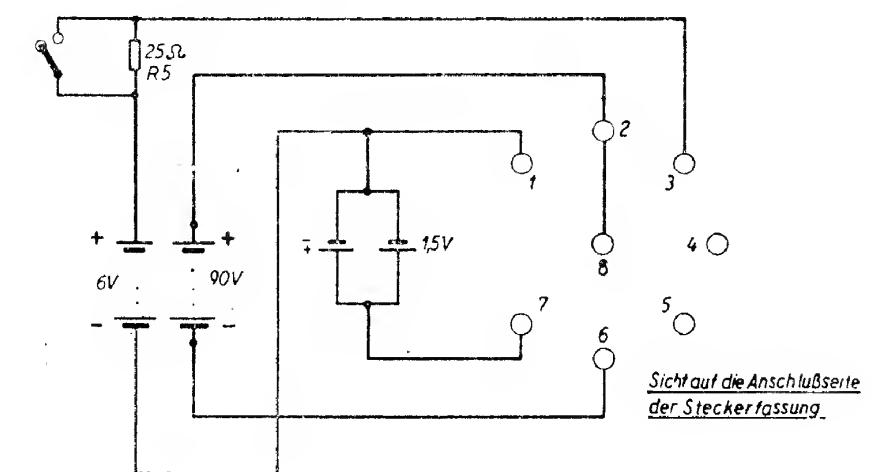 25Ω
R5
2
1
3
+
+
-
+
1,5V
4
6V
90V
8
7
5
-
-
6
Sicht auf die Anschlußseite
der Steckerfassung